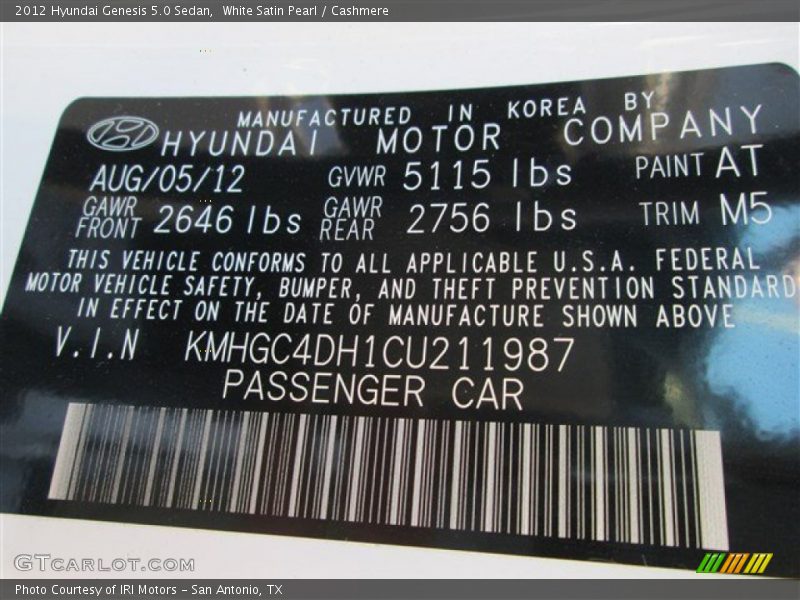 2012 Hyundai Genesis 5.0 Sedan,  White Satin Pearl / Cashmere
MANUFACTURED IN KOREA BY
HYUNDAI MOTOR COMPANY
AUG/05/12 GVWR 5115 lbs PAINT AT
GAWR FRONT 2646 lbs GAWR REAR 2756 lbs TRIM M5
THIS VEHICLE CONFORMS TO ALL APPLICABLE U.S.A. FEDERAL
MOTOR VEHICLE SAFETY, BUMPER, AND THEFT PREVENTION STANDARD
IN EFFECT ON THE DATE OF MANUFACTURE SHOWN ABOVE
V.I.N KMHGC4DH1CU211987
PASSENGER CAR
GTcarlot.com
Photo Courtesy of IRI Motors – San Antonio, TX